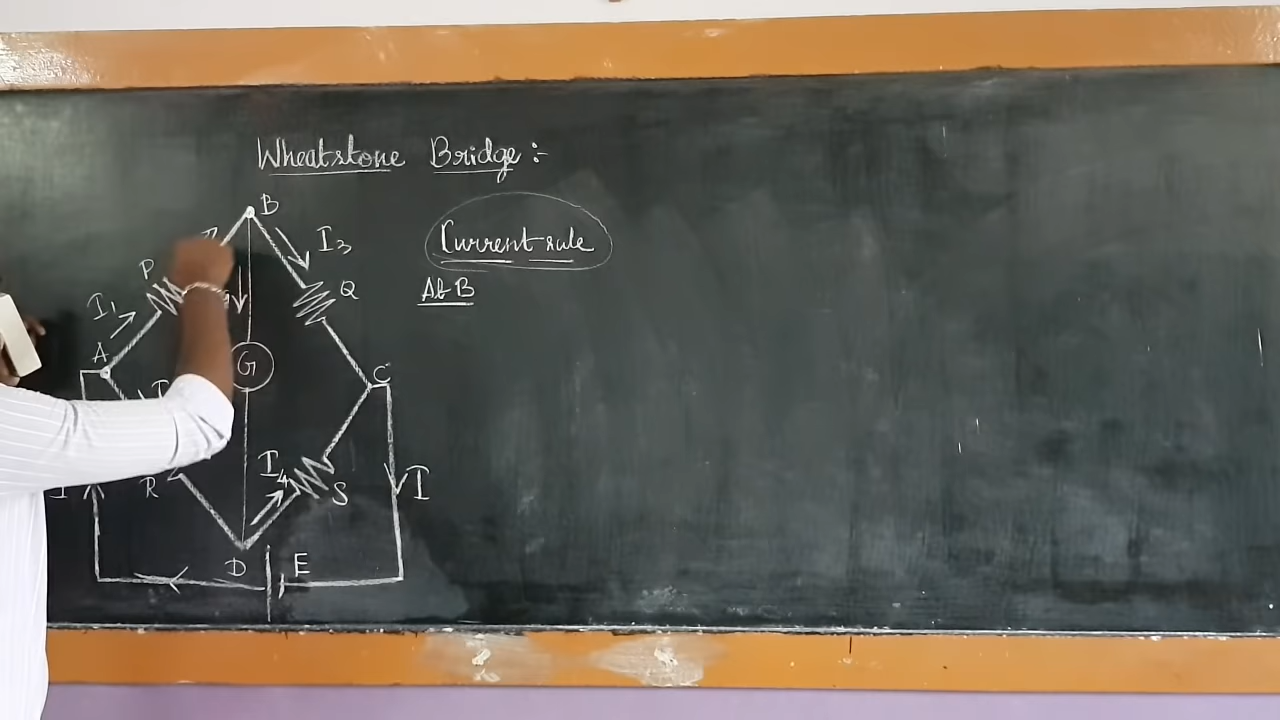 Wheatstone Bridge :-
B
I₃
Current rule
P
Q
At B
I₁
A
G
C
I₄
R
S
I
D
E